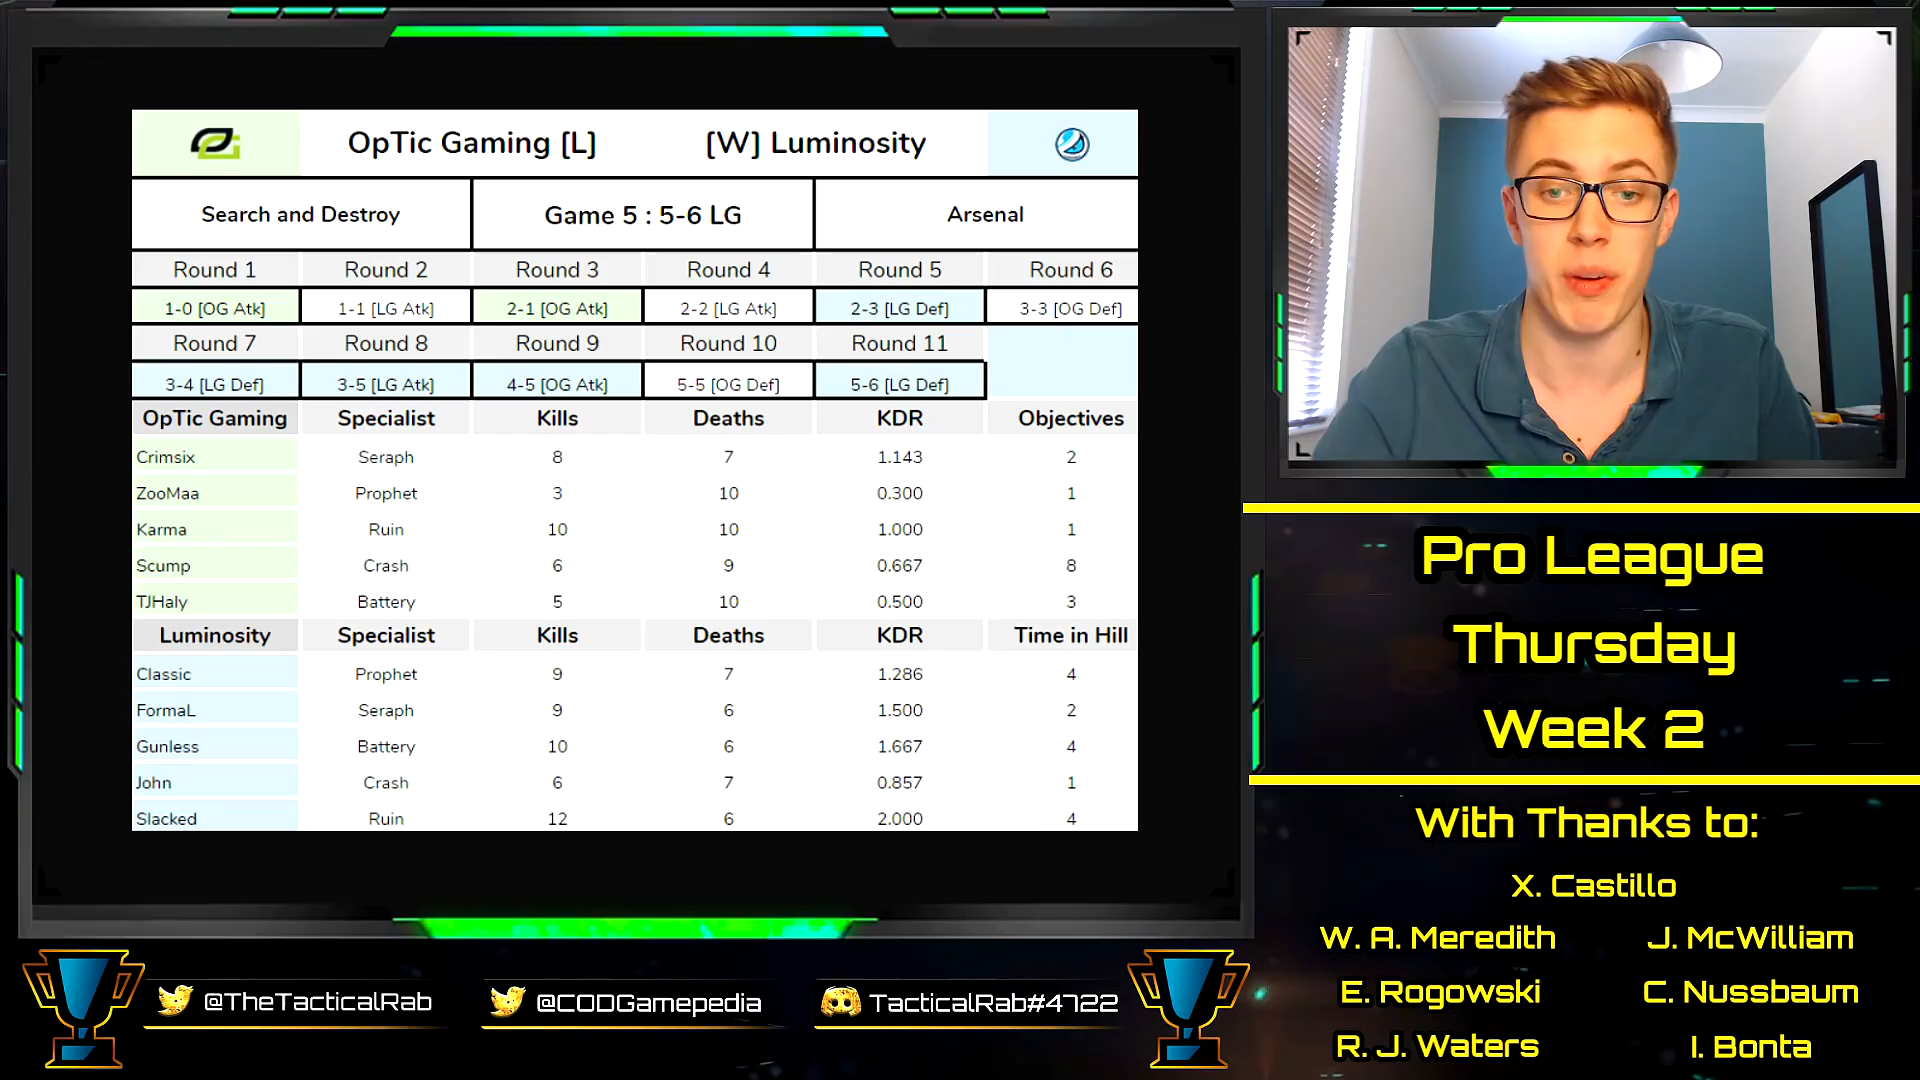 OpTic Gaming [L] [W] Luminosity
Search and Destroy Game 5 : 5-6 LG Arsenal
Round 1 Round 2 Round 3 Round 4 Round 5 Round 6
1-0 [OG Atk] 1-1 [LG Atk] 2-1 [OG Atk] 2-2 [LG Atk] 2-3 [LG Def] 3-3 [OG Def]
Round 7 Round 8 Round 9 Round 10 Round 11
3-4 [LG Def] 3-5 [LG Atk] 4-5 [OG Atk] 5-5 [OG Def] 5-6 [LG Def]
OpTic Gaming Specialist Kills Deaths KDR Objectives
Crimsix Seraph 8 7 1.143 2
ZooMaa Prophet 3 10 0.300 1
Karma Ruin 10 10 1.000 1
Scump Crash 6 9 0.667 8
TJHaly Battery 5 10 0.500 3
Luminosity Specialist Kills Deaths KDR Time in Hill
Classic Prophet 9 7 1.286 4
FormaL Seraph 9 6 1.500 2
Gunless Battery 10 6 1.667 4
John Crash 6 7 0.857 1
Slacked Ruin 12 6 2.000 4
Pro League
Thursday
Week 2
With Thanks to:
X. Castillo
W. A. Meredith J. McWilliam
E. Rogowski C. Nussbaum
R. J. Waters I. Bonta
@TheTacticalRab @CODGamepedia TacticalRab#4722